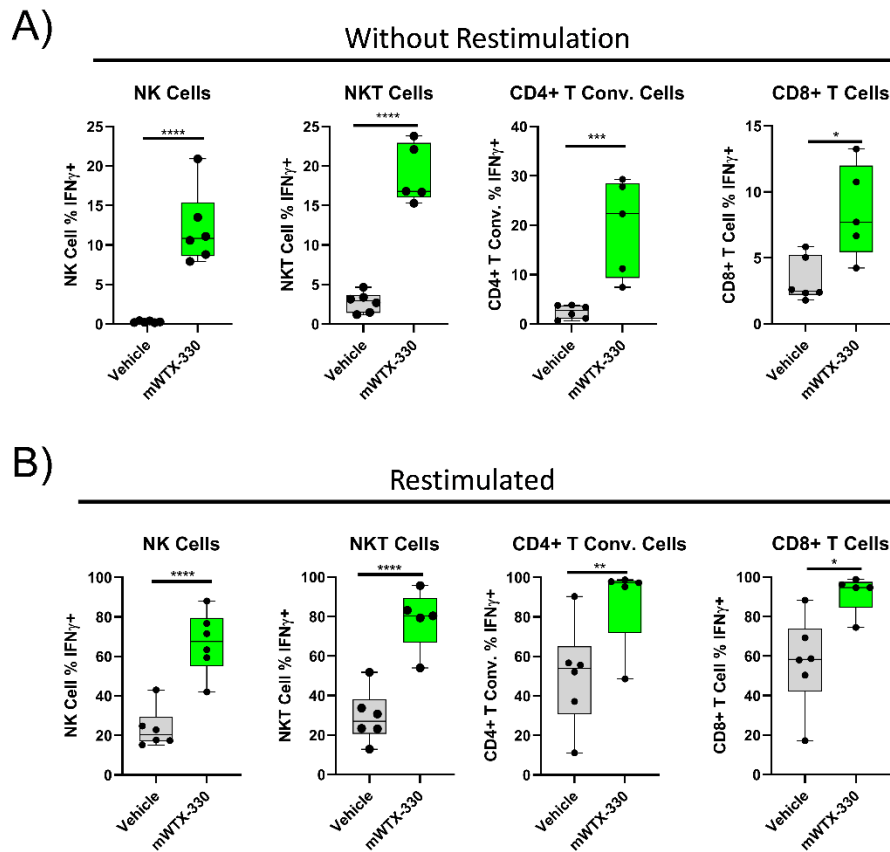 A)
Without Restimulation
NK Cells
NKT Cells
CD4+ T Conv. Cells
CD8+ T Cells
****
****
***
*
NK Cell % IFNγ+
25
20
15
10
5
0
NKT Cell % IFNγ+
25
20
15
10
5
0
CD4+ T Conv. % IFNγ+
40
30
20
10
0
CD8+ T Cell % IFNγ+
15
10
5
0
Vehicle
mWTX-330
Vehicle
mWTX-330
Vehicle
mWTX-330
Vehicle
mWTX-330
B)
Restimulated
NK Cells
NKT Cells
CD4+ T Conv. Cells
CD8+ T Cells
****
****
**
*
NK Cell % IFNγ+
100
80
60
40
20
0
NKT Cell % IFNγ+
100
80
60
40
20
0
CD4+ T Conv. % IFNγ+
100
80
60
40
20
0
CD8+ T Cell % IFNγ+
100
80
60
40
20
0
Vehicle
mWTX-330
Vehicle
mWTX-330
Vehicle
mWTX-330
Vehicle
mWTX-330